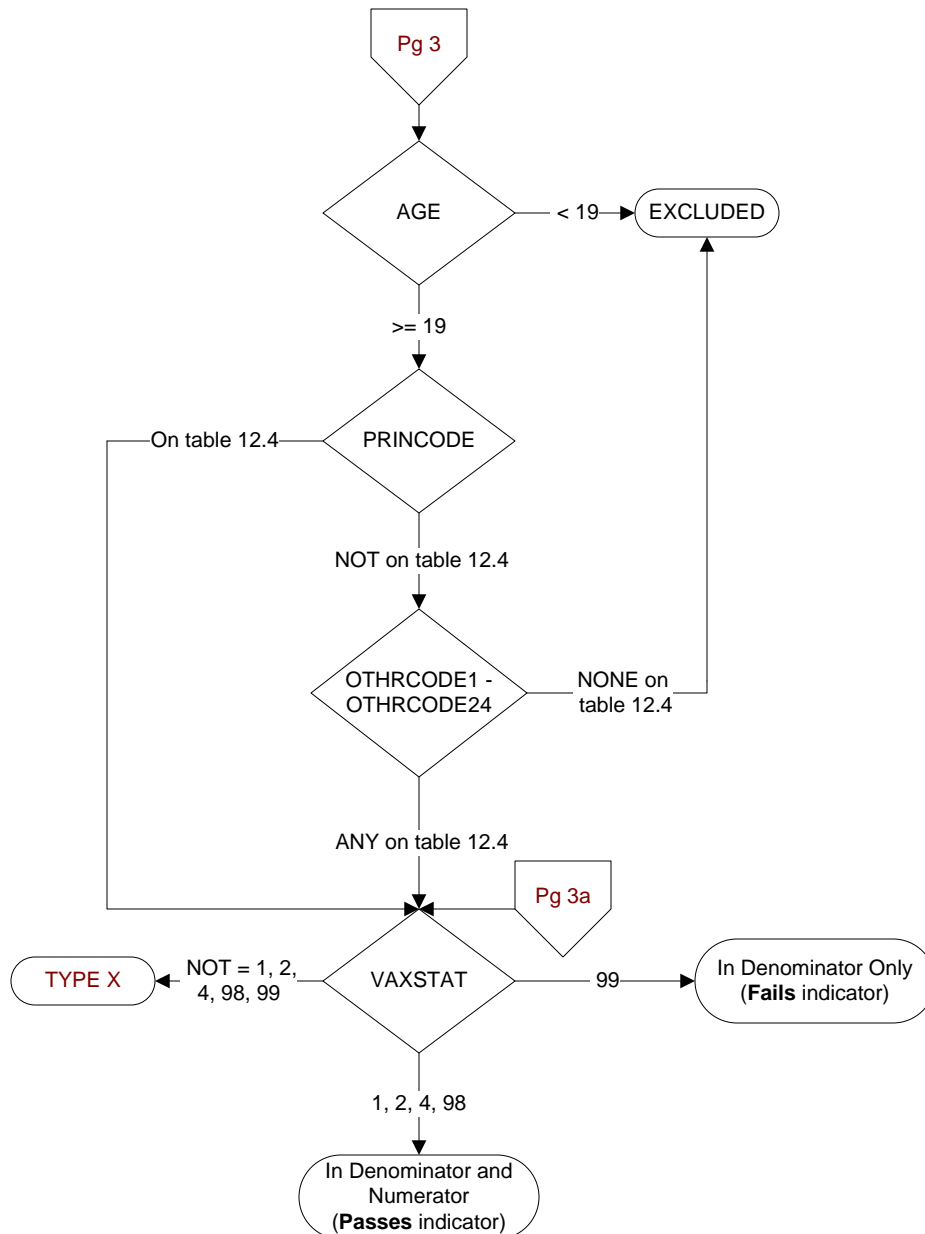 Pg 3
AGE
< 19
EXCLUDED
>= 19
On table 12.4
PRINCODE
NOT on table 12.4
OTHRCODE1 -
OTHRCODE24
NONE on
table 12.4
ANY on table 12.4
Pg 3a
TYPE X
NOT = 1, 2,
4, 98, 99
VAXSTAT
99
In Denominator Only
(Fails indicator)
1, 2, 4, 98
In Denominator and
Numerator
(Passes indicator)